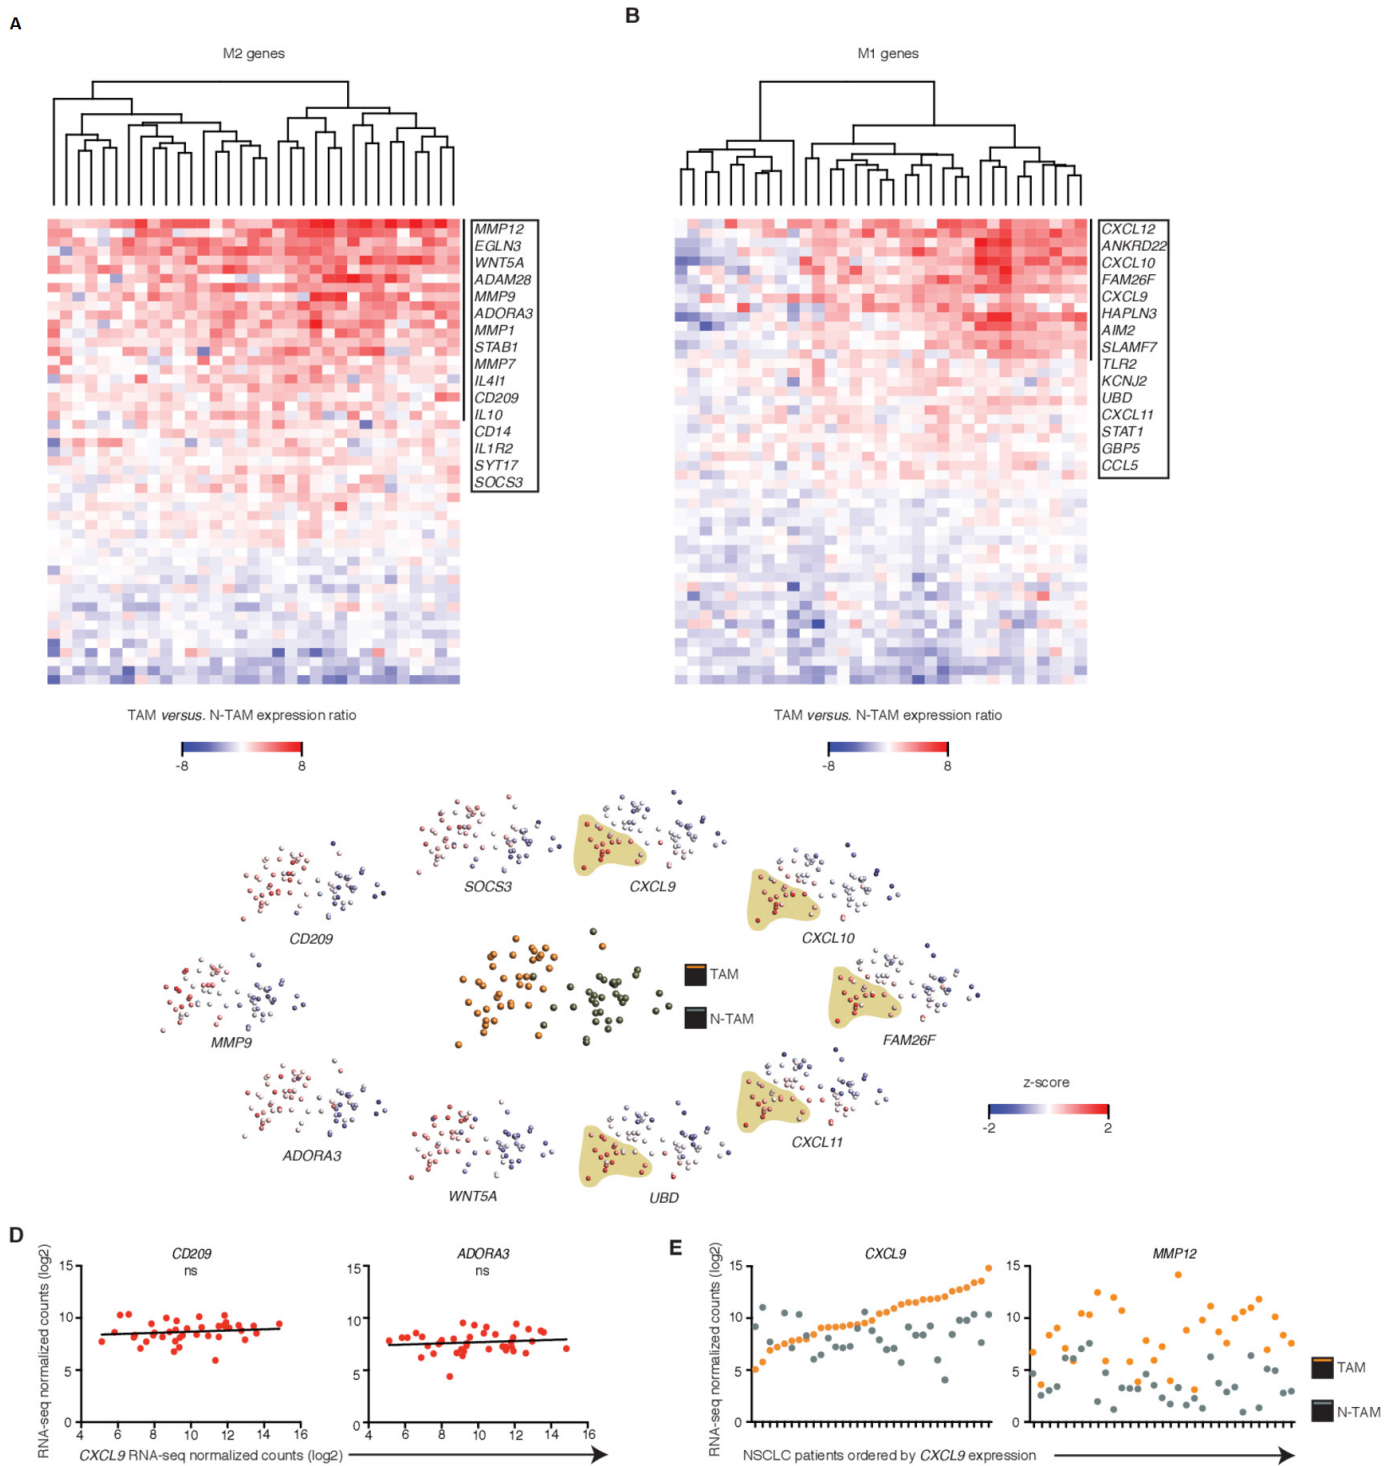 A
B
M2 genes
M1 genes
MMP12
EGLN3
WNT5A
ADAM28
MMP9
ADORA3
MMP1
STAB1
MMP7
IL4I1
CD209
IL10
CD14
IL1R2
SYT17
SOCS3
CXCL12
ANKRD22
CXCL10
FAM26F
CXCL9
HAPLN3
AIM2
SLAMF7
TLR2
KCNJ2
UBD
CXCL11
STAT1
GBP5
CCL5
TAM versus. N-TAM expression ratio
-8 8
TAM versus. N-TAM expression ratio
-8 8
SOCS3
CXCL9
CD209
CXCL10
TAM
N-TAM
MMP9
FAM26F
z-score
-2 2
ADORA3
CXCL11
WNT5A
UBD
D
CD209
ns
RNA-seq normalized counts (log2)
15
10
5
0
4 6 8 10 12 14 16
ADORA3
ns
15
10
5
0
4 6 8 10 12 14 16
CXCL9 RNA-seq normalized counts (log2)
E
CXCL9
RNA-seq normalized counts (log2)
15
10
5
0
MMP12
15
10
5
0
TAM
N-TAM
NSCLC patients ordered by CXCL9 expression